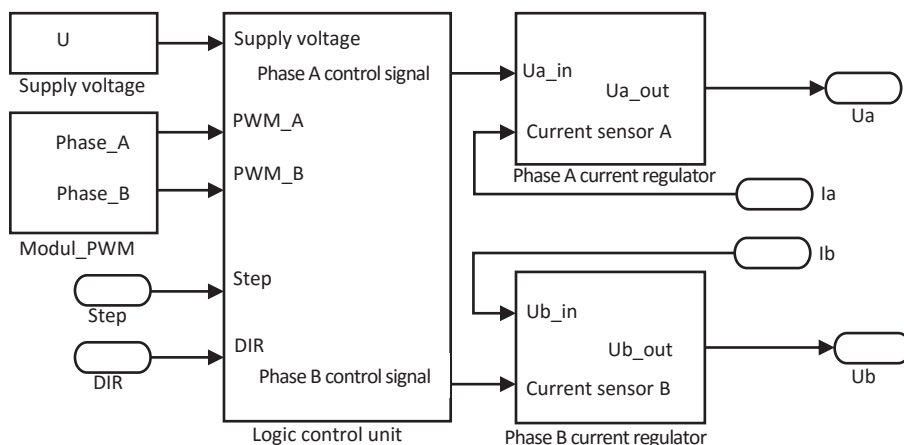 U
Supply voltage
Phase_A
Phase_B
Modul_PWM
Step
DIR
Supply voltage
Phase A control signal
PWM_A
PWM_B
Step
DIR
Phase B control signal
Logic control unit
Ua_in
Ua_out
Current sensor A
Phase A current regulator
Ua
Ia
Ib
Ub_in
Ub_out
Current sensor B
Phase B current regulator
Ub